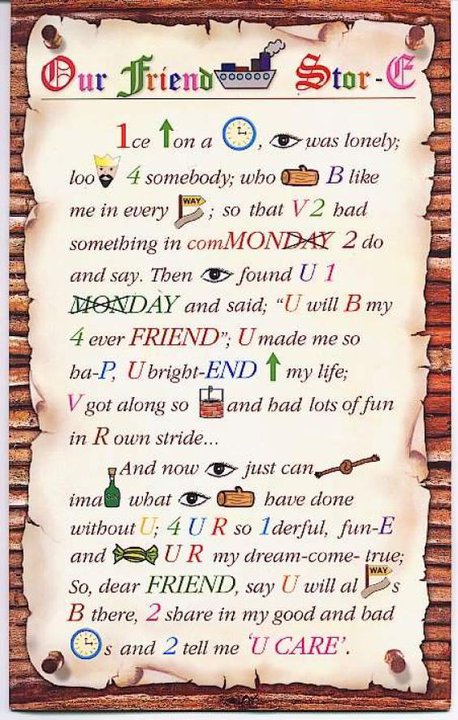 Our Friend Stor-E
1ce on a , was lonely;
loo 4 somebody; who B like
me in every WAY; so that V 2 had
something in comMONDAY 2 do
and say. Then found U 1
MONDAY and said; "U will B my
4 ever FRIEND"; U made me so
ha-P, U bright-END my life;
V got along so and had lots of fun
in R own stride...
And now just can
ima what have done
without U; 4 U R so 1derful, fun-E
and U R my dream-come- true;
So, dear FRIEND, say U will al WAY s
B there, 2 share in my good and bad
s and 2 tell me 'U CARE'.